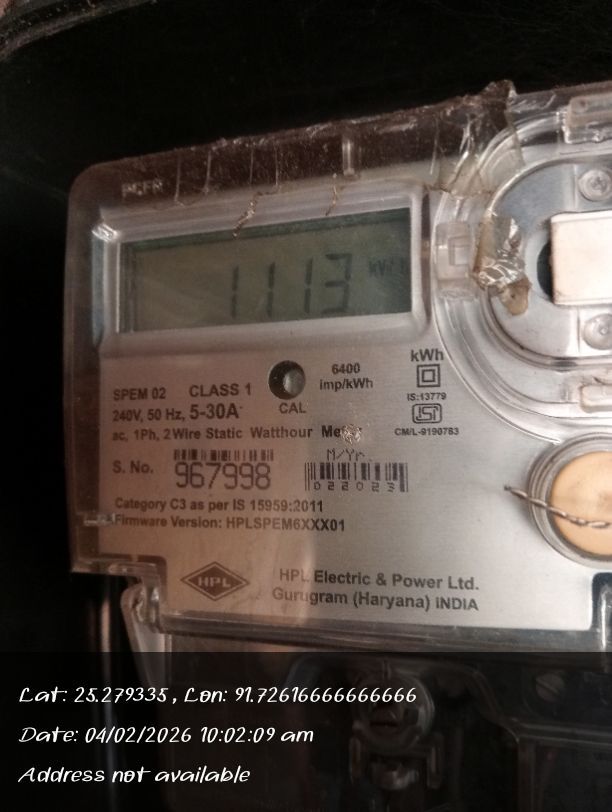 1113 kWh
SPEM 02 CLASS 1
240V, 50 Hz, 5-30A
CAL
6400
imp/kWh
kWh
IS:13779
ISI
CM/L-9190763
ac, 1Ph, 2 Wire Static Watthour Meter
S. No. 967998
M/Yr.
022023
Category C3 as per IS 15959:2011
Firmware Version: HPLSPEM6XXX01
HPL
HPL Electric & Power Ltd.
Gurugram (Haryana) iNDIA
Lat: 25.279335 , Lon: 91.72616666666666
Date: 04/02/2026 10:02:09 am
Address not available